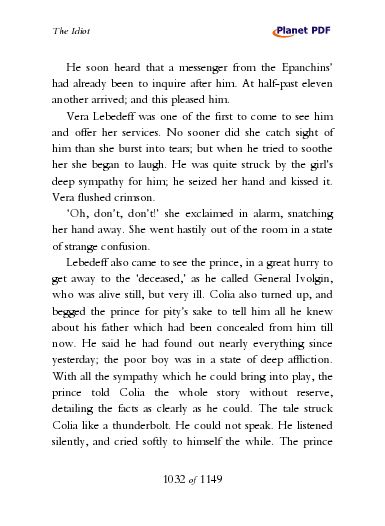 The Idiot
Planet PDF
He soon heard that a messenger from the Epanchins'
had already been to inquire after him. At half-past eleven
another arrived; and this pleased him.
Vera Lebedeff was one of the first to come to see him
and offer her services. No sooner did she catch sight of
him than she burst into tears; but when he tried to soothe
her she began to laugh. He was quite struck by the girl's
deep sympathy for him; he seized her hand and kissed it.
Vera flushed crimson.
'Oh, don't, don't!' she exclaimed in alarm, snatching
her hand away. She went hastily out of the room in a state
of strange confusion.
Lebedeff also came to see the prince, in a great hurry to
get away to the 'deceased,' as he called General Ivolgin,
who was alive still, but very ill. Colia also turned up, and
begged the prince for pity's sake to tell him all he knew
about his father which had been concealed from him till
now. He said he had found out nearly everything since
yesterday; the poor boy was in a state of deep affliction.
With all the sympathy which he could bring into play, the
prince told Colia the whole story without reserve,
detailing the facts as clearly as he could. The tale struck
Colia like a thunderbolt. He could not speak. He listened
silently, and cried softly to himself the while. The prince
1032 of 1149